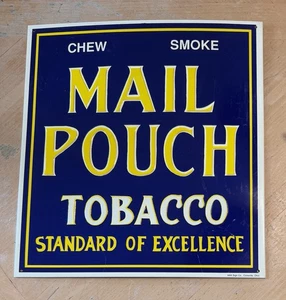 CHEW SMOKE
MAIL
POUCH
TOBACCO
STANDARD OF EXCELLENCE